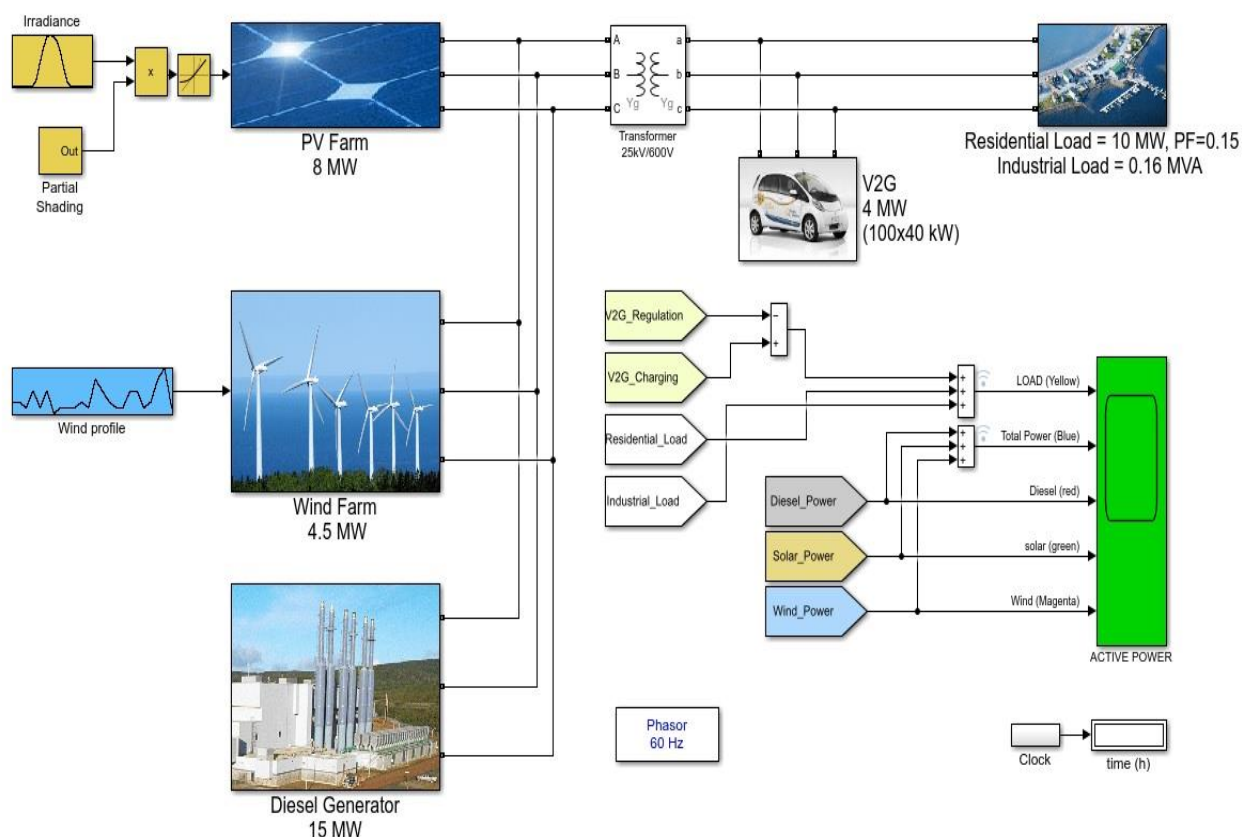 Irradiance
x
Out
Partial
Shading
PV Farm
8 MW
A
B
C
Yg
Yg
a
b
c
Transformer
25kV/600V
Residential Load = 10 MW, PF=0.15
Industrial Load = 0.16 MVA
V2G
4 MW
(100x40 kW)
Wind profile
Wind Farm
4.5 MW
V2G_Regulation
V2G_Charging
Residential_Load
Industrial_Load
Diesel_Power
Solar_Power
Wind_Power
LOAD (Yellow)
Total Power (Blue)
Diesel (red)
solar (green)
Wind (Magenta)
ACTIVE POWER
Diesel Generator
15 MW
Phasor
60 Hz
Clock
time (h)